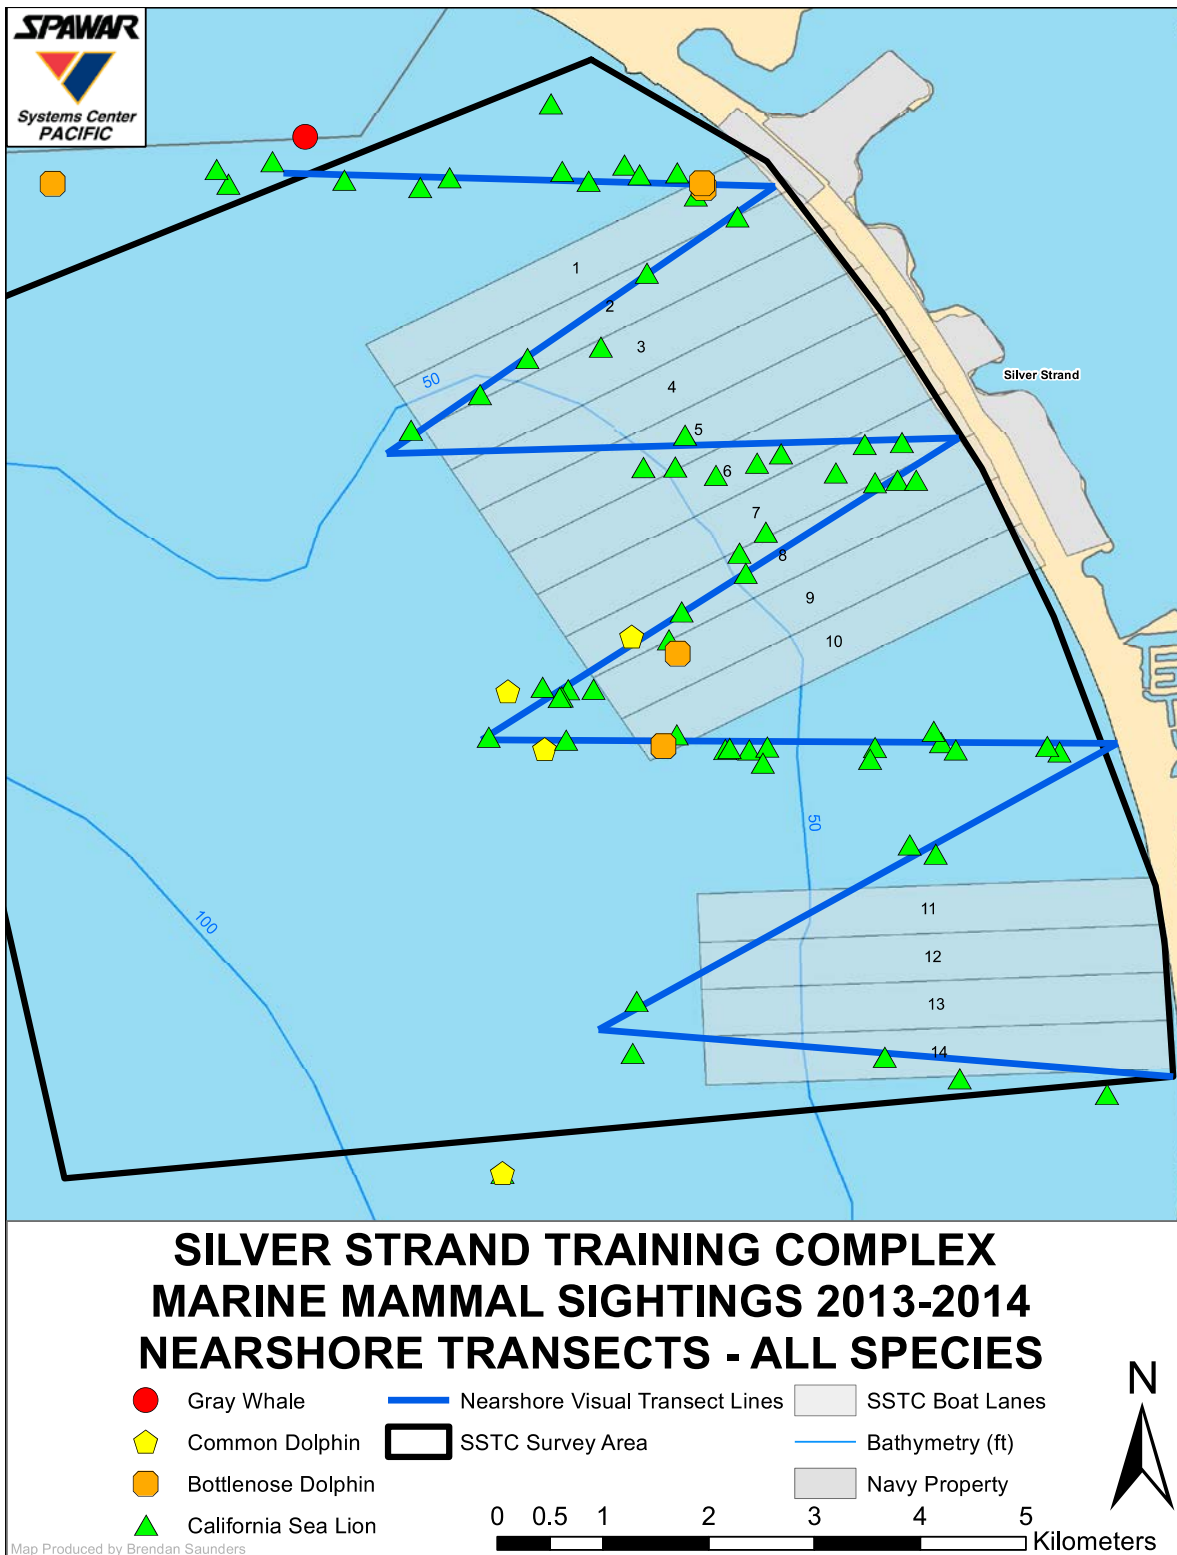 SPAWAR
Systems Center
PACIFIC
1
2
3
50
4
Silver Strand
5
6
7
8
9
10
50
100
11
12
13
14
SILVER STRAND TRAINING COMPLEX
MARINE MAMMAL SIGHTINGS 2013-2014
NEARSHORE TRANSECTS - ALL SPECIES
Gray Whale
Nearshore Visual Transect Lines
SSTC Boat Lanes
N
Common Dolphin
SSTC Survey Area
Bathymetry (ft)
Bottlenose Dolphin
Navy Property
California Sea Lion
0 0.5 1 2 3 4 5
Kilometers
Map Produced by Brendan Saunders